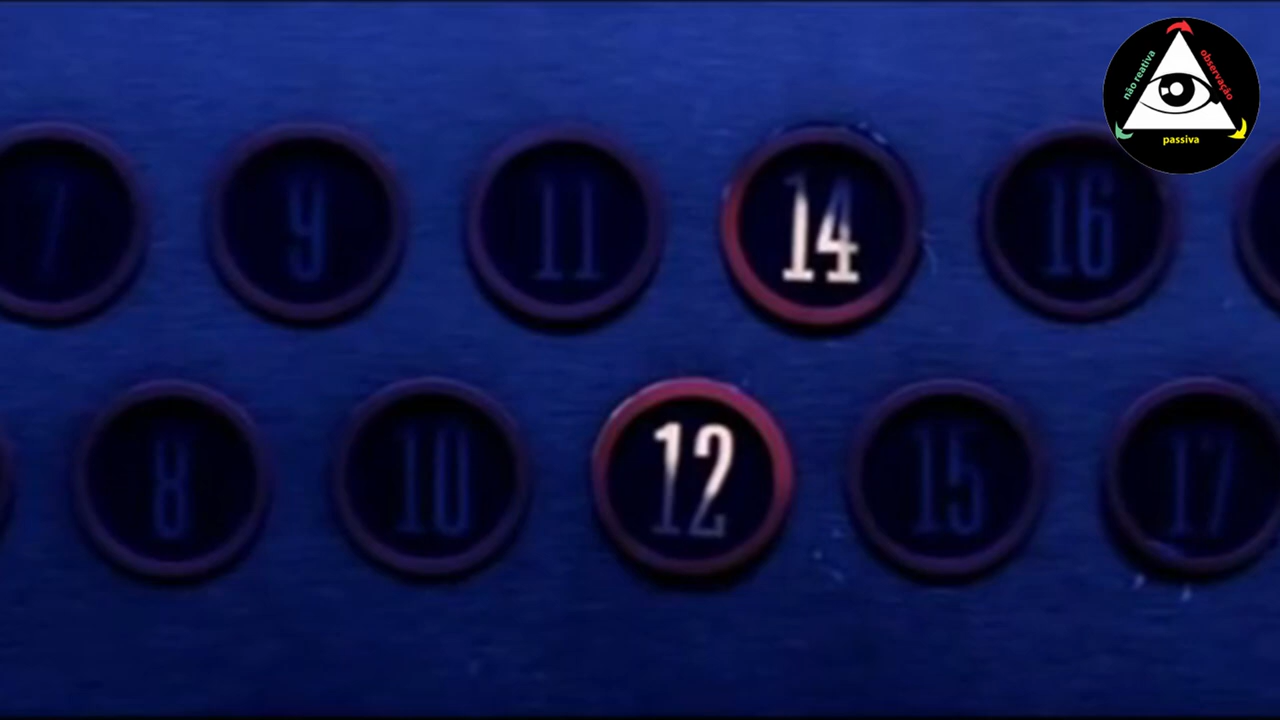 não reativa
observação
passiva
7 9 11 14 16
8 10 12 15 17